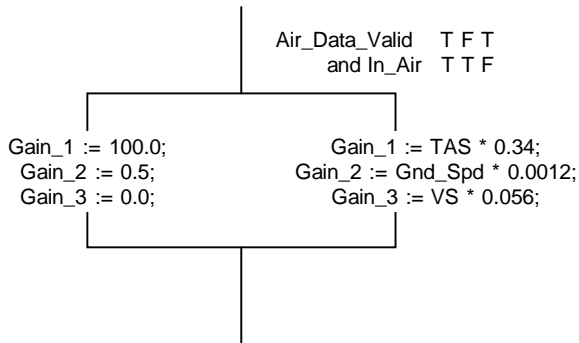 Air_Data_Valid T F T
and In_Air T T F
Gain_1 := 100.0;
Gain_2 := 0.5;
Gain_3 := 0.0;
Gain_1 := TAS * 0.34;
Gain_2 := Gnd_Spd * 0.0012;
Gain_3 := VS * 0.056;